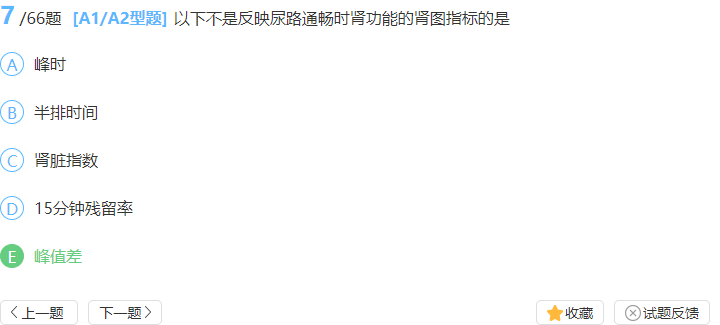 7 /66题 [A1/A2型题] 以下不是反映尿路通畅时肾功能的肾图指标的是
A 峰时
B 半排时间
C 肾脏指数
D 15分钟残留率
E 峰值差
上一题 下一题 收藏 试题反馈